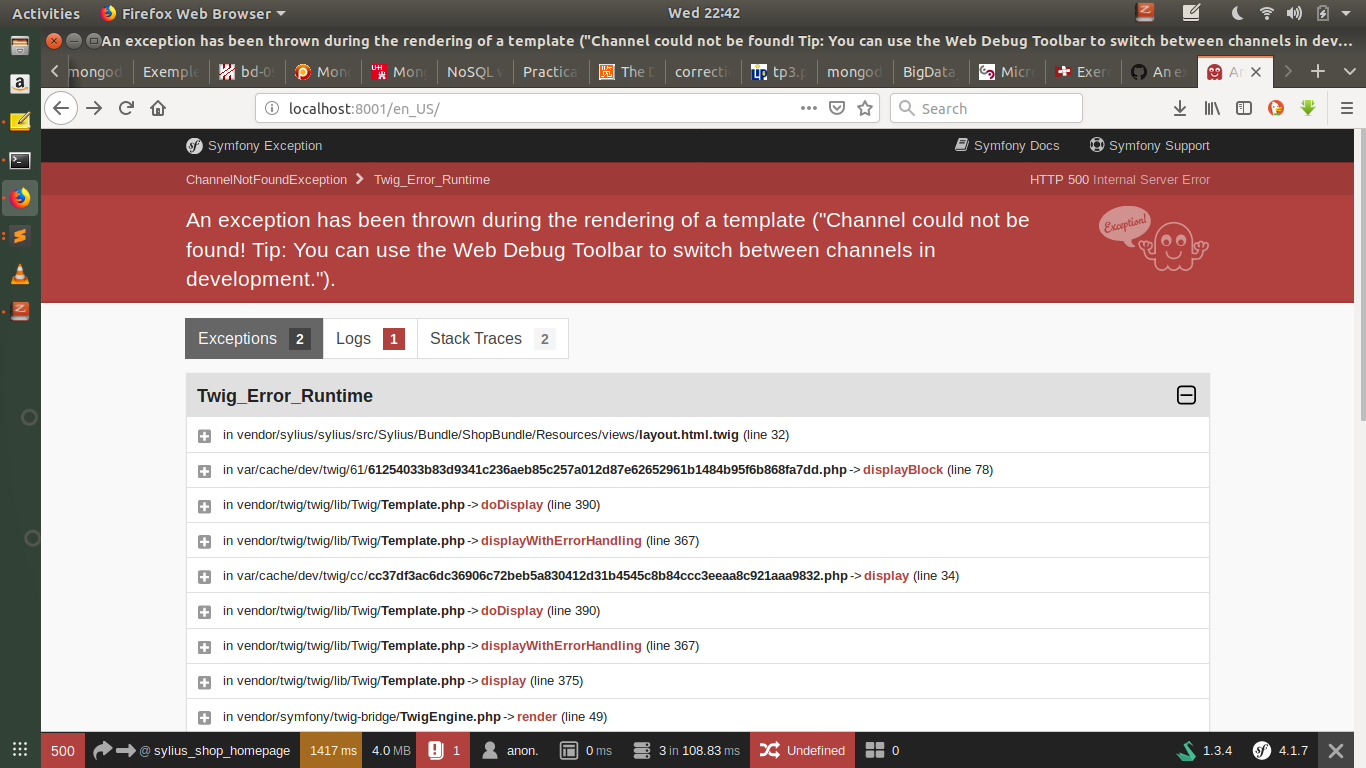 Activities Firefox Web Browser Wed 22:42
An exception has been thrown during the rendering of a template ("Channel could not be found! Tip: You can use the Web Debug Toolbar to switch between channels in dev…
mongod Exemple bd-0 Mon Mong NoSQL Practica The D correcti tp3.p mongod BigData Micr Exer An e An
localhost:8001/en_US/ Search
Symfony Exception Symfony Docs Symfony Support
ChannelNotFoundException Twig_Error_Runtime HTTP 500 Internal Server Error
An exception has been thrown during the rendering of a template ("Channel could not be
found! Tip: You can use the Web Debug Toolbar to switch between channels in
development.").
Exception!
Exceptions 2 Logs 1 Stack Traces 2
Twig_Error_Runtime
in vendor/sylius/sylius/src/Sylius/Bundle/ShopBundle/Resources/views/layout.html.twig (line 32)
in var/cache/dev/twig/61/61254033b83d9341c236aeb85c257a012d87e62652961b1484b95f6b868fa7dd.php->displayBlock (line 78)
in vendor/twig/twig/lib/Twig/Template.php->doDisplay (line 390)
in vendor/twig/twig/lib/Twig/Template.php->displayWithErrorHandling (line 367)
in var/cache/dev/twig/cc/cc37df3ac6dc36906c72beb5a830412d31b4545c8b84ccc3eeaa8c921aaa9832.php->display (line 34)
in vendor/twig/twig/lib/Twig/Template.php->doDisplay (line 390)
in vendor/twig/twig/lib/Twig/Template.php->displayWithErrorHandling (line 367)
in vendor/twig/twig/lib/Twig/Template.php->display (line 375)
in vendor/symfony/twig-bridge/TwigEngine.php->render (line 49)
500 @ sylius_shop_homepage 1417 ms 4.0 MB 1 anon. 0 ms 3 in 108.83 ms Undefined 0 1.3.4 4.1.7